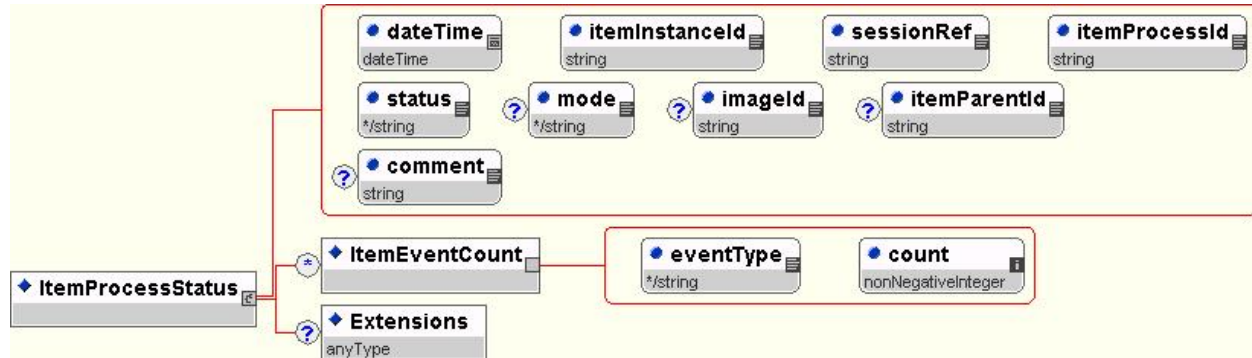 dateTime
dateTime
itemInstanceId
string
sessionRef
string
itemProcessId
string
status
*/string
? mode
*/string
? imageId
string
? itemParentId
string
? comment
string
* ItemEventCount
eventType
*/string
count
nonNegativeInteger
ItemProcessStatus
? Extensions
anyType